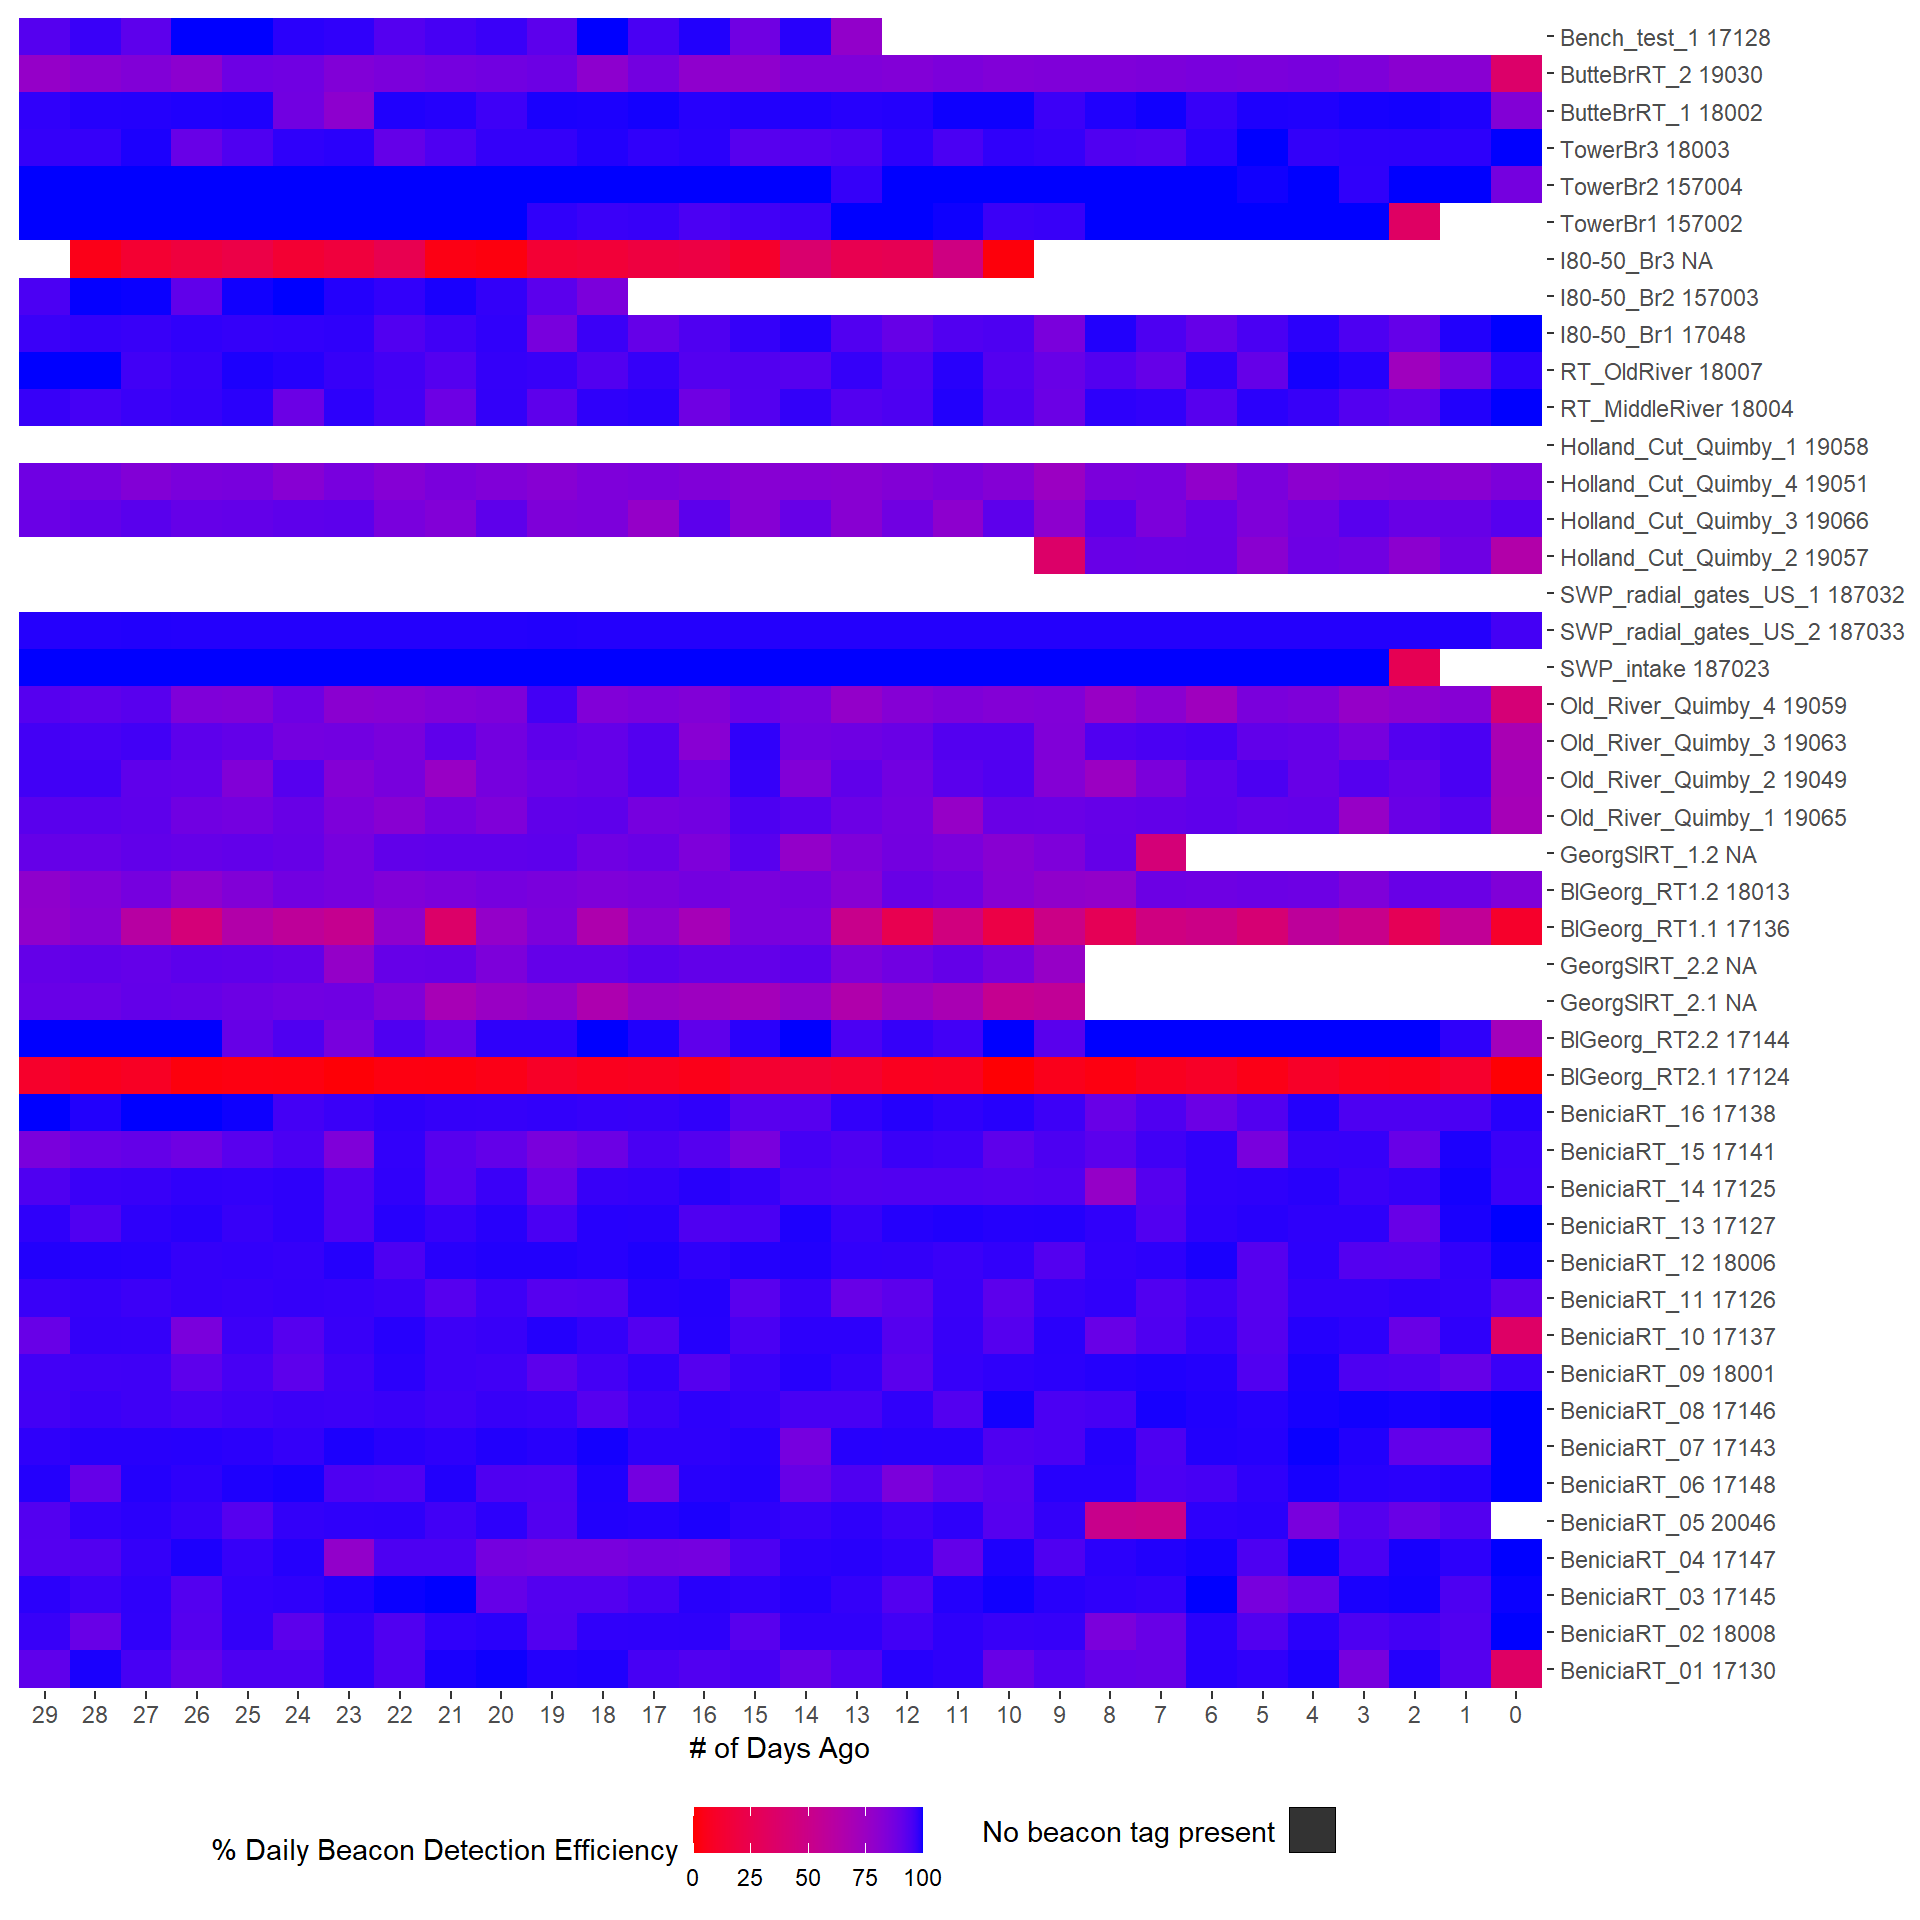 Bench_test_1 17128
ButteBrRT_2 19030
ButteBrRT_1 18002
TowerBr3 18003
TowerBr2 157004
TowerBr1 157002
I80-50_Br3 NA
I80-50_Br2 157003
I80-50_Br1 17048
RT_OldRiver 18007
RT_MiddleRiver 18004
Holland_Cut_Quimby_1 19058
Holland_Cut_Quimby_4 19051
Holland_Cut_Quimby_3 19066
Holland_Cut_Quimby_2 19057
SWP_radial_gates_US_1 187032
SWP_radial_gates_US_2 187033
SWP_intake 187023
Old_River_Quimby_4 19059
Old_River_Quimby_3 19063
Old_River_Quimby_2 19049
Old_River_Quimby_1 19065
GeorgSlRT_1.2 NA
BlGeorg_RT1.2 18013
BlGeorg_RT1.1 17136
GeorgSlRT_2.2 NA
GeorgSlRT_2.1 NA
BlGeorg_RT2.2 17144
BlGeorg_RT2.1 17124
BeniciaRT_16 17138
BeniciaRT_15 17141
BeniciaRT_14 17125
BeniciaRT_13 17127
BeniciaRT_12 18006
BeniciaRT_11 17126
BeniciaRT_10 17137
BeniciaRT_09 18001
BeniciaRT_08 17146
BeniciaRT_07 17143
BeniciaRT_06 17148
BeniciaRT_05 20046
BeniciaRT_04 17147
BeniciaRT_03 17145
BeniciaRT_02 18008
BeniciaRT_01 17130
29 28 27 26 25 24 23 22 21 20 19 18 17 16 15 14 13 12 11 10 9 8 7 6 5 4 3 2 1 0
# of Days Ago
% Daily Beacon Detection Efficiency
0 25 50 75 100
No beacon tag present